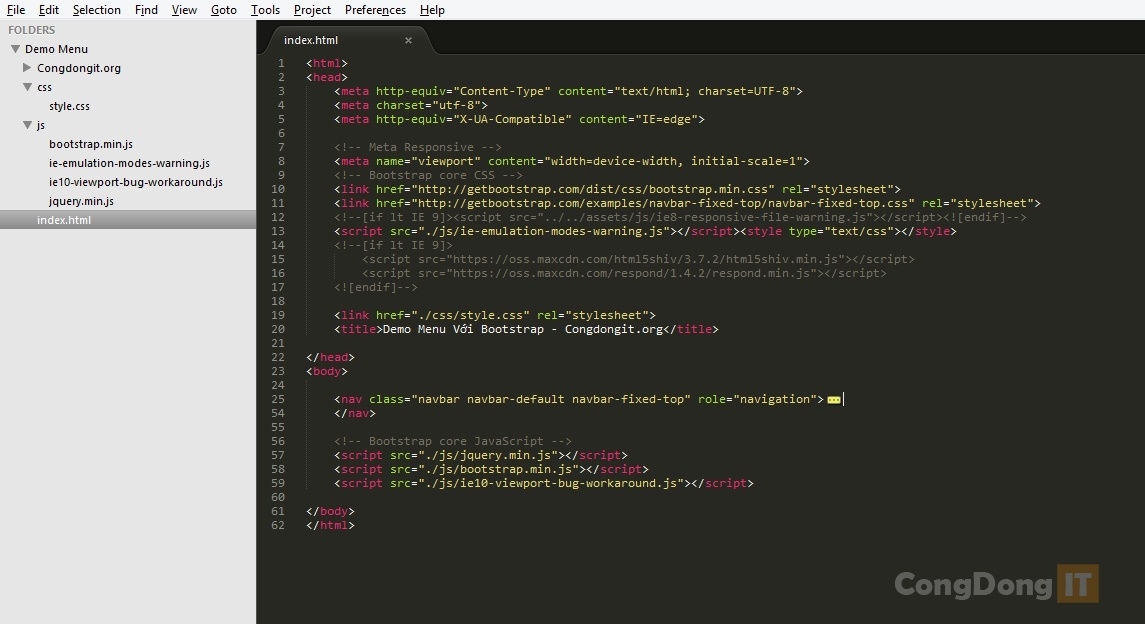 File Edit Selection Find View Goto Tools Project Preferences Help
FOLDERS
Demo Menu
Congdongit.org
css
style.css
js
bootstrap.min.js
ie-emulation-modes-warning.js
ie10-viewport-bug-workaround.js
jquery.min.js
index.html
index.html ×
1 <html>
2 <head>
3 <meta http-equiv="Content-Type" content="text/html; charset=UTF-8">
4 <meta charset="utf-8">
5 <meta http-equiv="X-UA-Compatible" content="IE=edge">
6
7 <!-- Meta Responsive -->
8 <meta name="viewport" content="width=device-width, initial-scale=1">
9 <!-- Bootstrap core CSS -->
10 <link href="http://getbootstrap.com/dist/css/bootstrap.min.css" rel="stylesheet">
11 <link href="http://getbootstrap.com/examples/navbar-fixed-top/navbar-fixed-top.css" rel="stylesheet">
12 <!--[if lt IE 9]><script src="../../assets/js/ie8-responsive-file-warning.js"></script><![endif]-->
13 <script src="./js/ie-emulation-modes-warning.js"></script><style type="text/css"></style>
14 <!--[if lt IE 9]>
15 <script src="https://oss.maxcdn.com/html5shiv/3.7.2/html5shiv.min.js"></script>
16 <script src="https://oss.maxcdn.com/respond/1.4.2/respond.min.js"></script>
17 <![endif]-->
18
19 <link href="./css/style.css" rel="stylesheet">
20 <title>Demo Menu Với Bootstrap - Congdongit.org</title>
21
22 </head>
23 <body>
24
25 <nav class="navbar navbar-default navbar-fixed-top" role="navigation">
54 </nav>
55
56 <!-- Bootstrap core JavaScript -->
57 <script src="./js/jquery.min.js"></script>
58 <script src="./js/bootstrap.min.js"></script>
59 <script src="./js/ie10-viewport-bug-workaround.js"></script>
60
61 </body>
62 </html>
CongDong IT